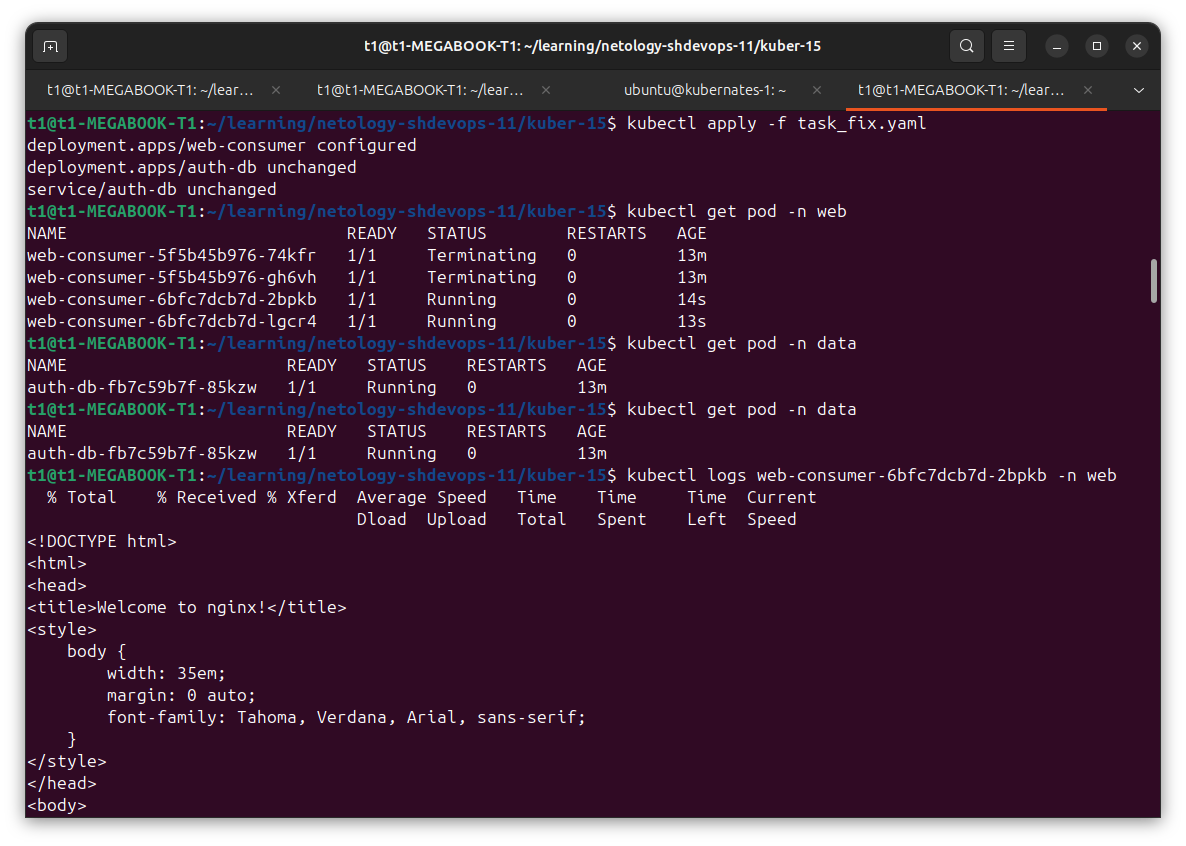 t1@t1-MEGABOOK-T1: ~/learning/netology-shdevops-11/kuber-15
t1@t1-MEGABOOK-T1: ~/lear… × t1@t1-MEGABOOK-T1: ~/lear… × ubuntu@kubernates-1: ~ × t1@t1-MEGABOOK-T1: ~/lear… ×
t1@t1-MEGABOOK-T1:~/learning/netology-shdevops-11/kuber-15$ kubectl apply -f task_fix.yaml
deployment.apps/web-consumer configured
deployment.apps/auth-db unchanged
service/auth-db unchanged
t1@t1-MEGABOOK-T1:~/learning/netology-shdevops-11/kuber-15$ kubectl get pod -n web
NAME                            READY   STATUS        RESTARTS   AGE
web-consumer-5f5b45b976-74kfr   1/1     Terminating   0          13m
web-consumer-5f5b45b976-gh6vh   1/1     Terminating   0          13m
web-consumer-6bfc7dcb7d-2bpkb   1/1     Running       0          14s
web-consumer-6bfc7dcb7d-lgcr4   1/1     Running       0          13s
t1@t1-MEGABOOK-T1:~/learning/netology-shdevops-11/kuber-15$ kubectl get pod -n data
NAME                      READY   STATUS    RESTARTS   AGE
auth-db-fb7c59b7f-85kzw   1/1     Running   0          13m
t1@t1-MEGABOOK-T1:~/learning/netology-shdevops-11/kuber-15$ kubectl get pod -n data
NAME                      READY   STATUS    RESTARTS   AGE
auth-db-fb7c59b7f-85kzw   1/1     Running   0          13m
t1@t1-MEGABOOK-T1:~/learning/netology-shdevops-11/kuber-15$ kubectl logs web-consumer-6bfc7dcb7d-2bpkb -n web
  % Total    % Received % Xferd  Average Speed   Time    Time     Time  Current
                                 Dload  Upload   Total   Spent    Left  Speed
<!DOCTYPE html>
<html>
<head>
<title>Welcome to nginx!</title>
<style>
    body {
        width: 35em;
        margin: 0 auto;
        font-family: Tahoma, Verdana, Arial, sans-serif;
    }
</style>
</head>
<body>